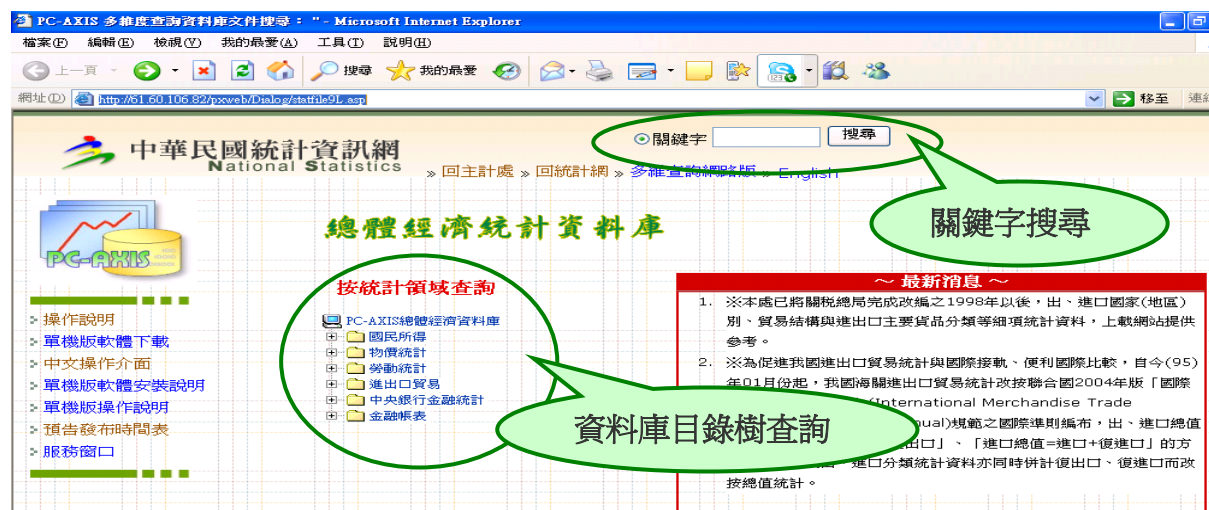 PC-AXIS 多維度查詢資料庫文件搜尋： " - Microsoft Internet Explorer
檔案(F) 編輯(E) 檢視(V) 我的最愛(A) 工具(T) 說明(H)
上一頁 搜尋 我的最愛
網址(D) http://61.60.106.82/pxweb/Dialog/statfile9L.asp 移至 連結
中華民國統計資訊網
National Statistics
關鍵字 搜尋
» 回主計處 » 回統計網 » 多維查詢網路版 » English
關鍵字搜尋
PC-AXIS
總體經濟統計資料庫
操作說明
單機版軟體下載
中文操作介面
單機版軟體安裝說明
單機版操作說明
預告發布時間表
服務窗口
按統計領域查詢
PC-AXIS總體經濟資料庫
國民所得
物價統計
勞動統計
進出口貿易
中央銀行金融統計
金融帳表
資料庫目錄樹查詢
～ 最新消息 ～
1. ※本處已將關稅總局完成改編之1998年以後，出、進口國家(地區)
別、貿易結構與進出口主要貨品分類等細項統計資料，上載網站提供
參考。
2. ※為促進我國進出口貿易統計與國際接軌、便利國際比較，自今(95)
年01月份起，我國海關進出口貿易統計改按聯合國2004年版「國際
(International Merchandise Trade
ual)規範之國際準則編布，出、進口總值
出口」、「進口總值=進口+復進口」的方
進口分類統計資料亦同時併計復出口、復進口而改
按總值統計。